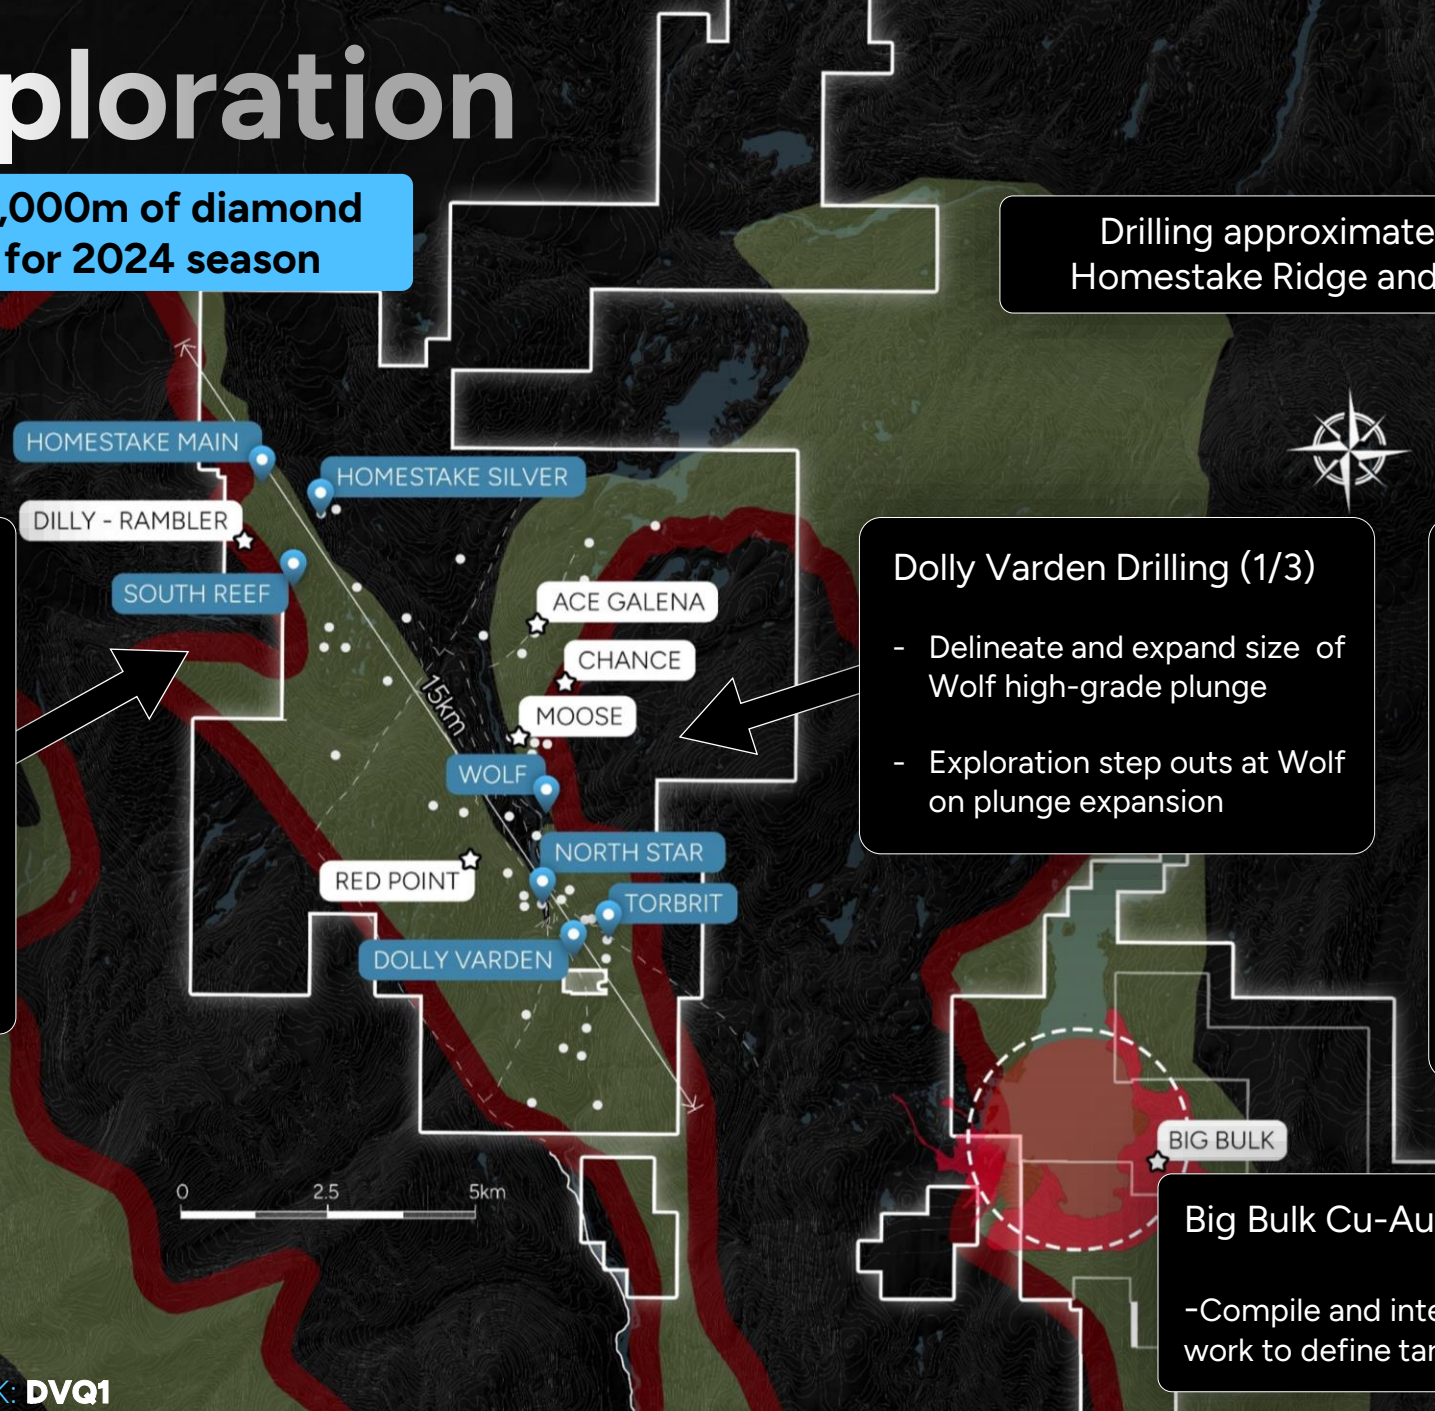 ploration
,000m of diamond
for 2024 season
Drilling approximate
Homestake Ridge and
HOMESTAKE MAIN
HOMESTAKE SILVER
DILLY - RAMBLER
SOUTH REEF
ACE GALENA
CHANCE
MOOSE
15km
WOLF
NORTH STAR
RED POINT
TORBRIT
DOLLY VARDEN
Dolly Varden Drilling (1/3)
- Delineate and expand size of
Wolf high-grade plunge
- Exploration step outs at Wolf
on plunge expansion
BIG BULK
Big Bulk Cu-Au
-Compile and inte
work to define tar
0 2.5 5km
K: DVQ1